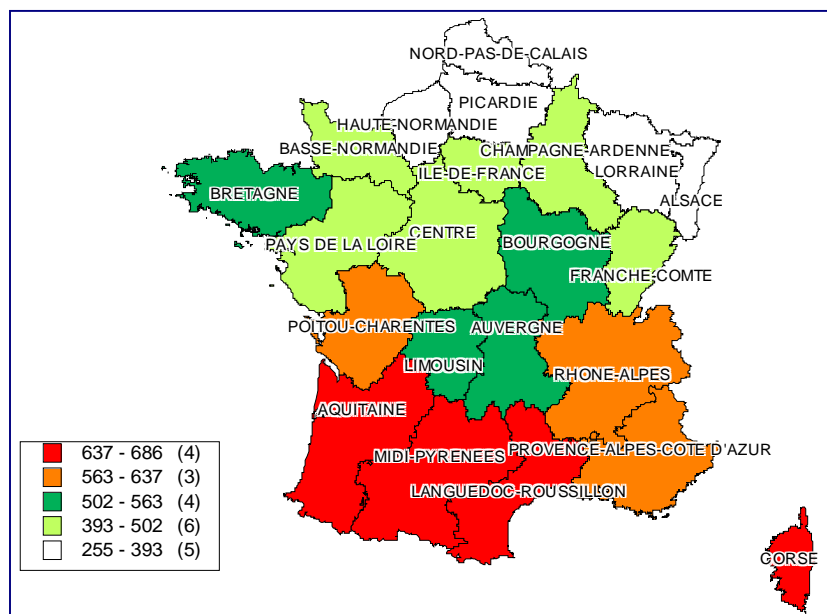 NORD-PAS-DE-CALAIS
PICARDIE
HAUTE-NORMANDIE
BASSE-NORMANDIE
CHAMPAGNE-ARDENNE
ILE-DE-FRANCE
LORRAINE
BRETAGNE
ALSACE
CENTRE
PAYS DE LA LOIRE
BOURGOGNE
FRANCHE-COMTE
POITOU-CHARENTES
AUVERGNE
LIMOUSIN
RHONE-ALPES
AQUITAINE
MIDI-PYRENEES
PROVENCE-ALPES-COTE D'AZUR
LANGUEDOC-ROUSSILLON
CORSE
637 - 686 (4)
563 - 637 (3)
502 - 563 (4)
393 - 502 (6)
255 - 393 (5)